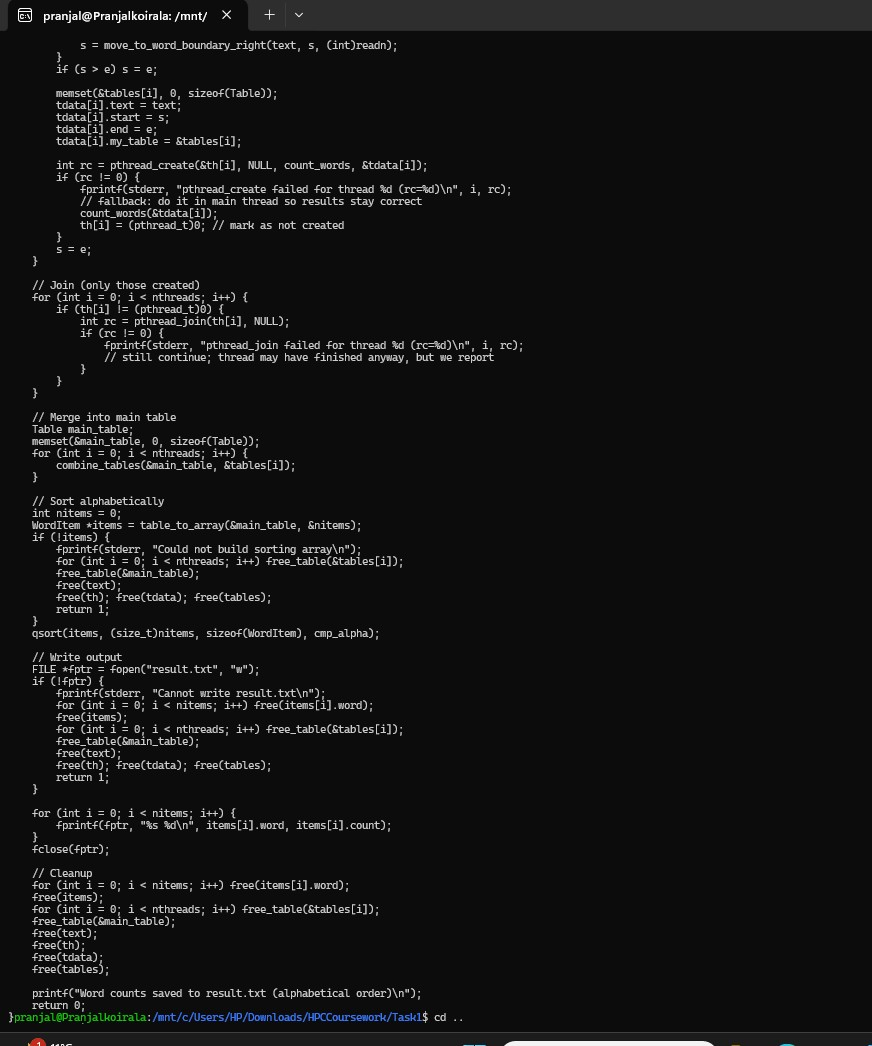 pranjal@Pranjalkoirala: /mnt/
            s = move_to_word_boundary_right(text, s, (int)readn);
        }
        if (s > e) s = e;

        memset(&tables[i], 0, sizeof(Table));
        tdata[i].text = text;
        tdata[i].start = s;
        tdata[i].end = e;
        tdata[i].my_table = &tables[i];

        int rc = pthread_create(&th[i], NULL, count_words, &tdata[i]);
        if (rc != 0) {
            fprintf(stderr, "pthread_create failed for thread %d (rc=%d)\n", i, rc);
            // fallback: do it in main thread so results stay correct
            count_words(&tdata[i]);
            th[i] = (pthread_t)0; // mark as not created
        }
        s = e;
    }

    // Join (only those created)
    for (int i = 0; i < nthreads; i++) {
        if (th[i] != (pthread_t)0) {
            int rc = pthread_join(th[i], NULL);
            if (rc != 0) {
                fprintf(stderr, "pthread_join failed for thread %d (rc=%d)\n", i, rc);
                // still continue; thread may have finished anyway, but we report
            }
        }
    }

    // Merge into main table
    Table main_table;
    memset(&main_table, 0, sizeof(Table));
    for (int i = 0; i < nthreads; i++) {
        combine_tables(&main_table, &tables[i]);
    }

    // Sort alphabetically
    int nitems = 0;
    WordItem *items = table_to_array(&main_table, &nitems);
    if (!items) {
        fprintf(stderr, "Could not build sorting array\n");
        for (int i = 0; i < nthreads; i++) free_table(&tables[i]);
        free_table(&main_table);
        free(text);
        free(th); free(tdata); free(tables);
        return 1;
    }
    qsort(items, (size_t)nitems, sizeof(WordItem), cmp_alpha);

    // Write output
    FILE *fptr = fopen("result.txt", "w");
    if (!fptr) {
        fprintf(stderr, "Cannot write result.txt\n");
        for (int i = 0; i < nitems; i++) free(items[i].word);
        free(items);
        for (int i = 0; i < nthreads; i++) free_table(&tables[i]);
        free_table(&main_table);
        free(text);
        free(th); free(tdata); free(tables);
        return 1;
    }

    for (int i = 0; i < nitems; i++) {
        fprintf(fptr, "%s %d\n", items[i].word, items[i].count);
    }
    fclose(fptr);

    // Cleanup
    for (int i = 0; i < nitems; i++) free(items[i].word);
    free(items);
    for (int i = 0; i < nthreads; i++) free_table(&tables[i]);
    free_table(&main_table);
    free(text);
    free(th);
    free(tdata);
    free(tables);

    printf("Word counts saved to result.txt (alphabetical order)\n");
    return 0;
}pranjal@Pranjalkoirala:/mnt/c/Users/HP/Downloads/HPCCoursework/Task1$ cd ..
1